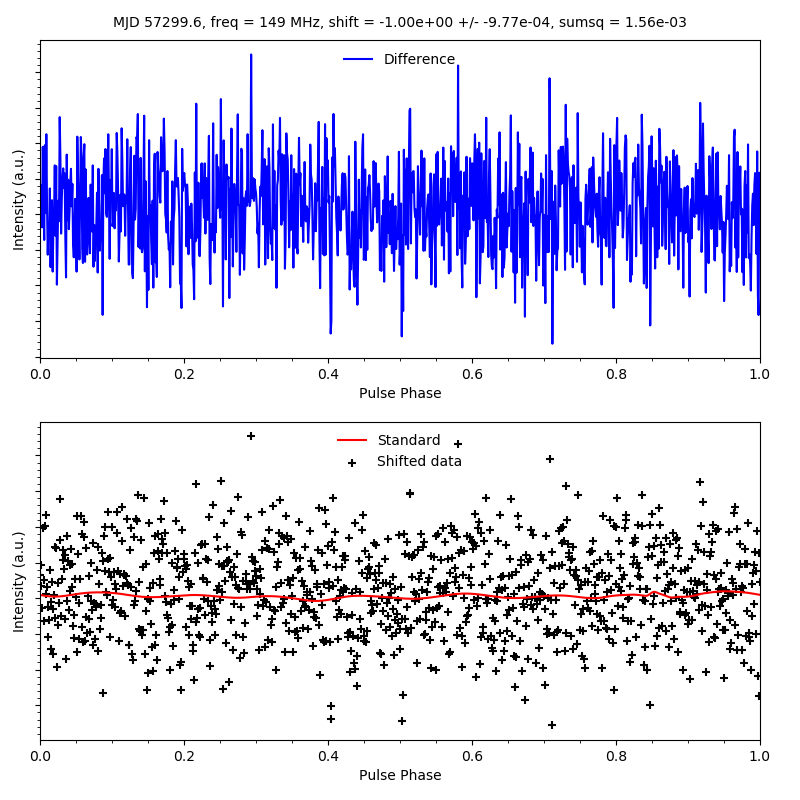 MJD 57299.6, freq = 149 MHz, shift = -1.00e+00 +/- -9.77e-04, sumsq = 1.56e-03
Difference
Intensity (a.u.)
0.0 0.2 0.4 0.6 0.8 1.0
Pulse Phase
Standard
Shifted data
Intensity (a.u.)
0.0 0.2 0.4 0.6 0.8 1.0
Pulse Phase